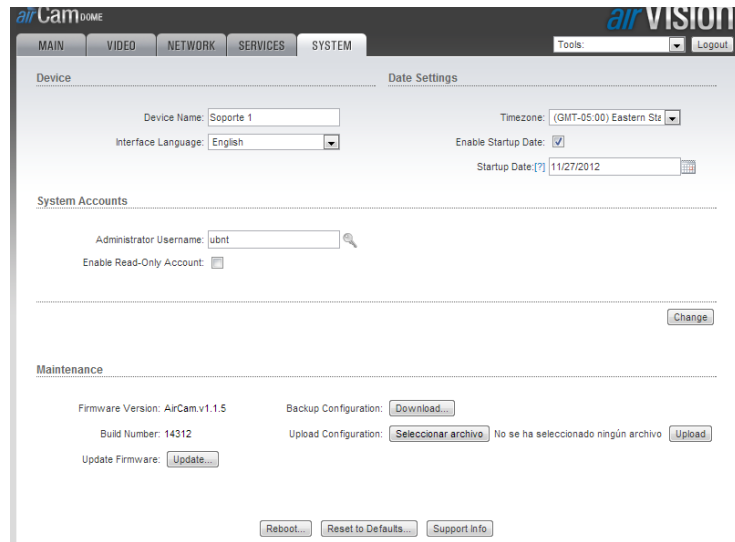 airCam DOME
air VISION
MAIN VIDEO NETWORK SERVICES SYSTEM
Tools: Logout
Device
Device Name: Soporte 1
Interface Language: English
Date Settings
Timezone: (GMT-05:00) Eastern Sta
Enable Startup Date:
Startup Date:[?] 11/27/2012
System Accounts
Administrator Username: ubnt
Enable Read-Only Account:
Change
Maintenance
Firmware Version: AirCam.v1.1.5
Build Number: 14312
Update Firmware: Update...
Backup Configuration: Download...
Upload Configuration: Seleccionar archivo No se ha seleccionado ningún archivo Upload
Reboot... Reset to Defaults... Support Info